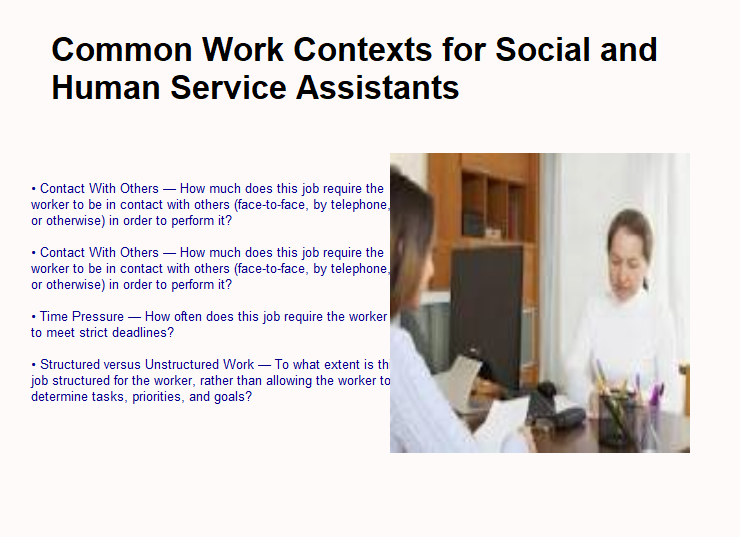 Common Work Contexts for Social and
Human Service Assistants
• Contact With Others — How much does this job require the
worker to be in contact with others (face-to-face, by telephone,
or otherwise) in order to perform it?
• Contact With Others — How much does this job require the
worker to be in contact with others (face-to-face, by telephone,
or otherwise) in order to perform it?
• Time Pressure — How often does this job require the worker
to meet strict deadlines?
• Structured versus Unstructured Work — To what extent is th
job structured for the worker, rather than allowing the worker to
determine tasks, priorities, and goals?